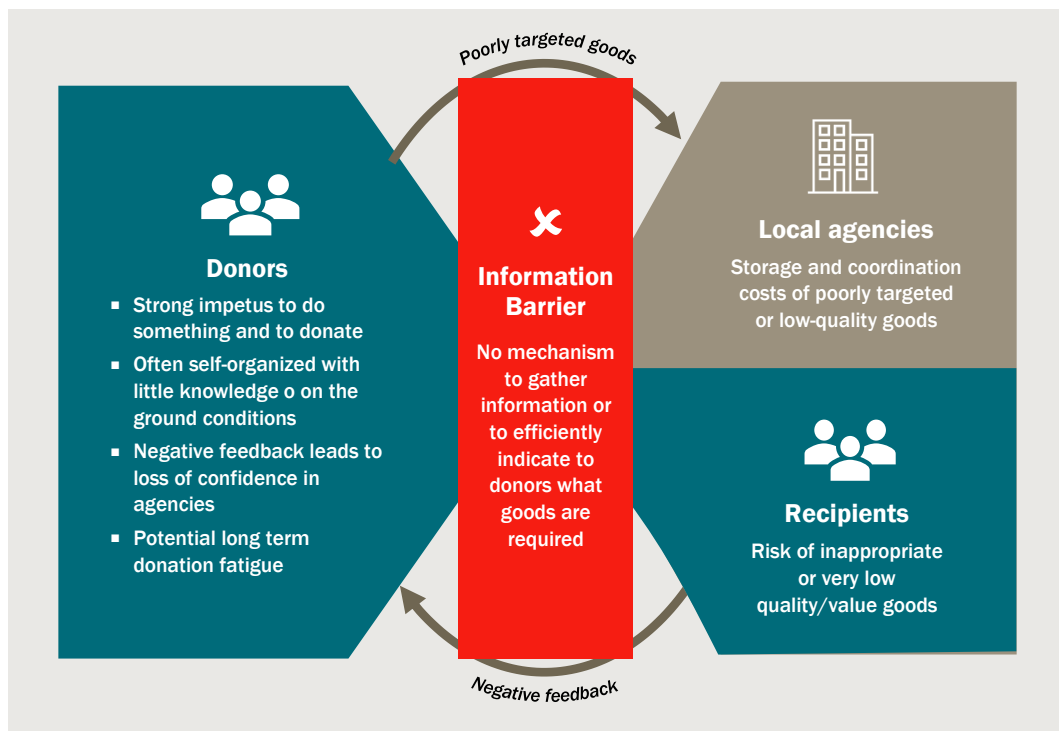 Poorly targeted goods
Donors
▪ Strong impetus to do
something and to donate
▪ Often self-organized with
little knowledge o on the
ground conditions
▪ Negative feedback leads to
loss of confidence in
agencies
▪ Potential long term
donation fatigue
Information
Barrier
No mechanism
to gather
information or
to efficiently
indicate to
donors what
goods are
required
Local agencies
Storage and coordination
costs of poorly targeted
or low-quality goods
Recipients
Risk of inappropriate
or very low
quality/value goods
Negative feedback